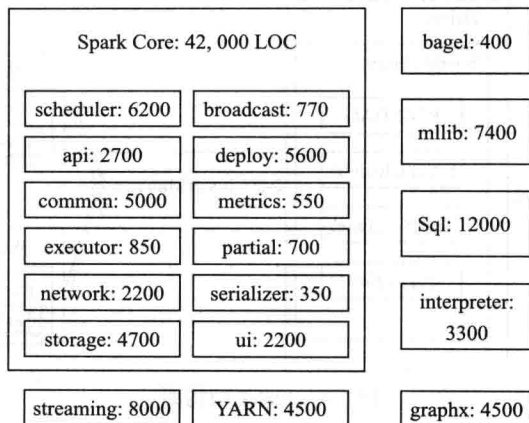 Spark Core: 42, 000 LOC
scheduler: 6200
broadcast: 770
api: 2700
deploy: 5600
common: 5000
metrics: 550
executor: 850
partial: 700
network: 2200
serializer: 350
storage: 4700
ui: 2200
bagel: 400
mllib: 7400
Sql: 12000
interpreter:
3300
streaming: 8000
YARN: 4500
graphx: 4500